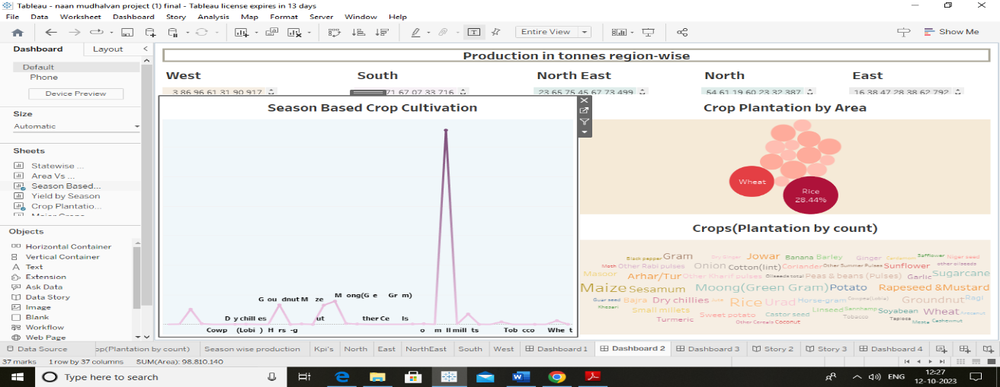 Tableau - naan mudhalvan project (1) final - Tableau license expires in 13 days
File Data Worksheet Dashboard Story Analysis Map Format Server Window Help
Entire View
Show Me
Dashboard Layout
Default
Phone
Device Preview
Size
Automatic
Sheets
Statewise ...
Area Vs ...
Season Based...
Yield by Season
Crop Plantatio...
Major Crops
Objects
Horizontal Container
Vertical Container
Text
Extension
Ask Data
Data Story
Image
Blank
Workflow
Web Page
Production in tonnes region-wise
West South North East North East
3 86 96 61 31 90 917 71 67 07 33 716 23 65 75 45 67 73 499 54 61 19 60 23 32 387 16 38 47 28 38 62 792
Season Based Crop Cultivation
M ong(G e Gr m)
G ou dnut M ze
D y chill es ut ther Ce ls
Cowp (Lobi ) H rs -g o m ll mill ts Tob cco Whe t
Crop Plantation by Area
Wheat
Rice
28.44%
Crops(Plantation by count)
Black pepper Gram Dry Ginger Jowar Banana Barley Ginger Cardamom Safflower Niger seed
Moth Other Rabi pulses Onion Cotton(lint) Coriander Other Summer Pulses Sunflower other oilseeds
Masoor Arhar/Tur Other Kharif pulses Oilseeds total Peas & beans (Pulses) Garlic Sugarcane
Maize Sesamum Moong(Green Gram) Potato Rapeseed &Mustard
Guar seed Bajra Dry chillies Jute Rice Urad Horse-gram Cowpea(Lobia) Groundnut Ragi
Khesari Small millets Linseed Sannhamp Soyabean Wheat Arecanut
Sweet potato Castor seed Tobacco Tapioca
Turmeric Other Cereals Coconut Mesta Cashewnut
Data Source op(Plantation by count) Season wise production Kpi's North East NorthEast South West Dashboard 1 Dashboard 2 Dashboard 3 Story 2 Story 3 Dashboard 4
37 marks 1 row by 37 columns SUM(Area): 98.810.140
Type here to search
ENG
12:27
12-10-2023